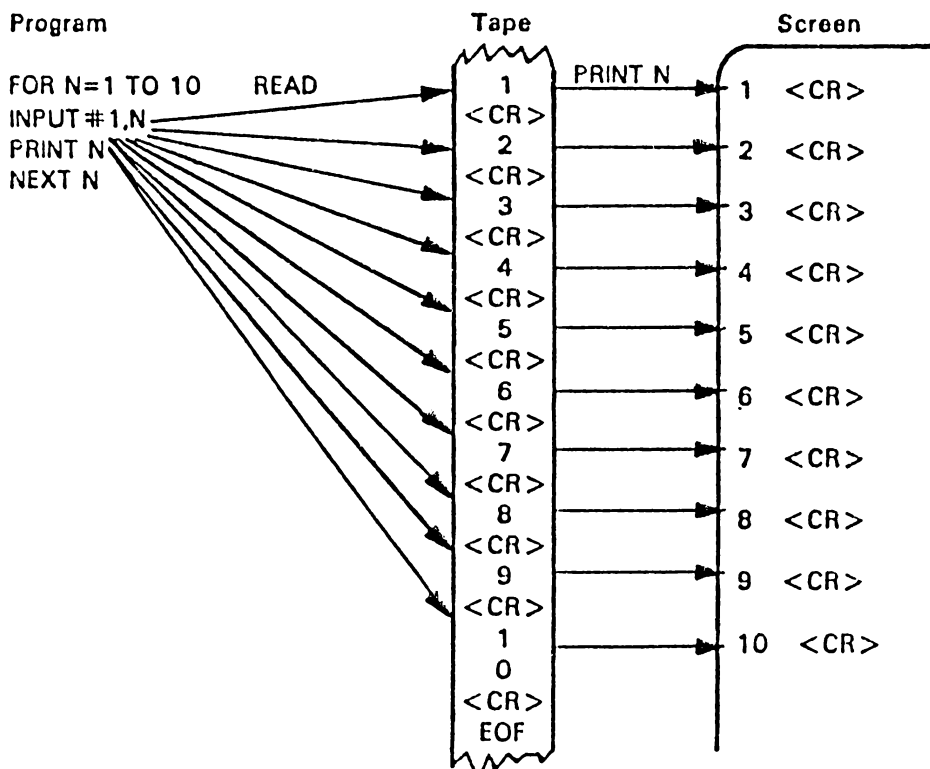 Program
Tape
Screen
FOR N=1 TO 10
READ
INPUT#1,N
PRINT N
NEXT N
1
<CR>
2
<CR>
3
<CR>
4
<CR>
5
<CR>
6
<CR>
7
<CR>
8
<CR>
9
<CR>
1
0
<CR>
EOF
PRINT N
1 <CR>
2 <CR>
3 <CR>
4 <CR>
5 <CR>
6 <CR>
7 <CR>
8 <CR>
9 <CR>
10 <CR>